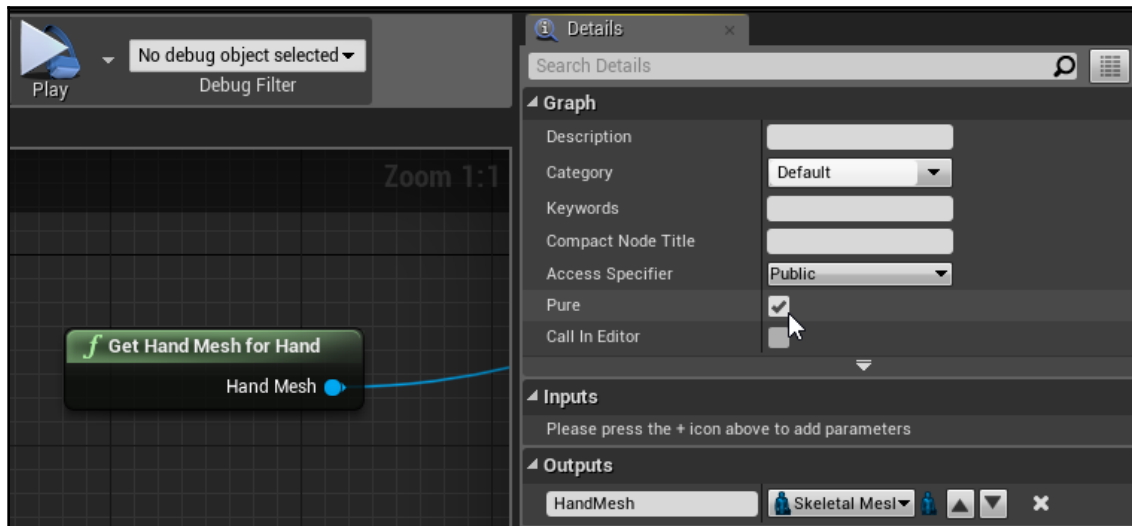 Play
No debug object selected
Debug Filter
Zoom 1:1
f Get Hand Mesh for Hand
Hand Mesh
Details
Search Details
Graph
Description
Category Default
Keywords
Compact Node Title
Access Specifier Public
Pure
Call In Editor
Inputs
Please press the + icon above to add parameters
Outputs
HandMesh Skeletal Mesl